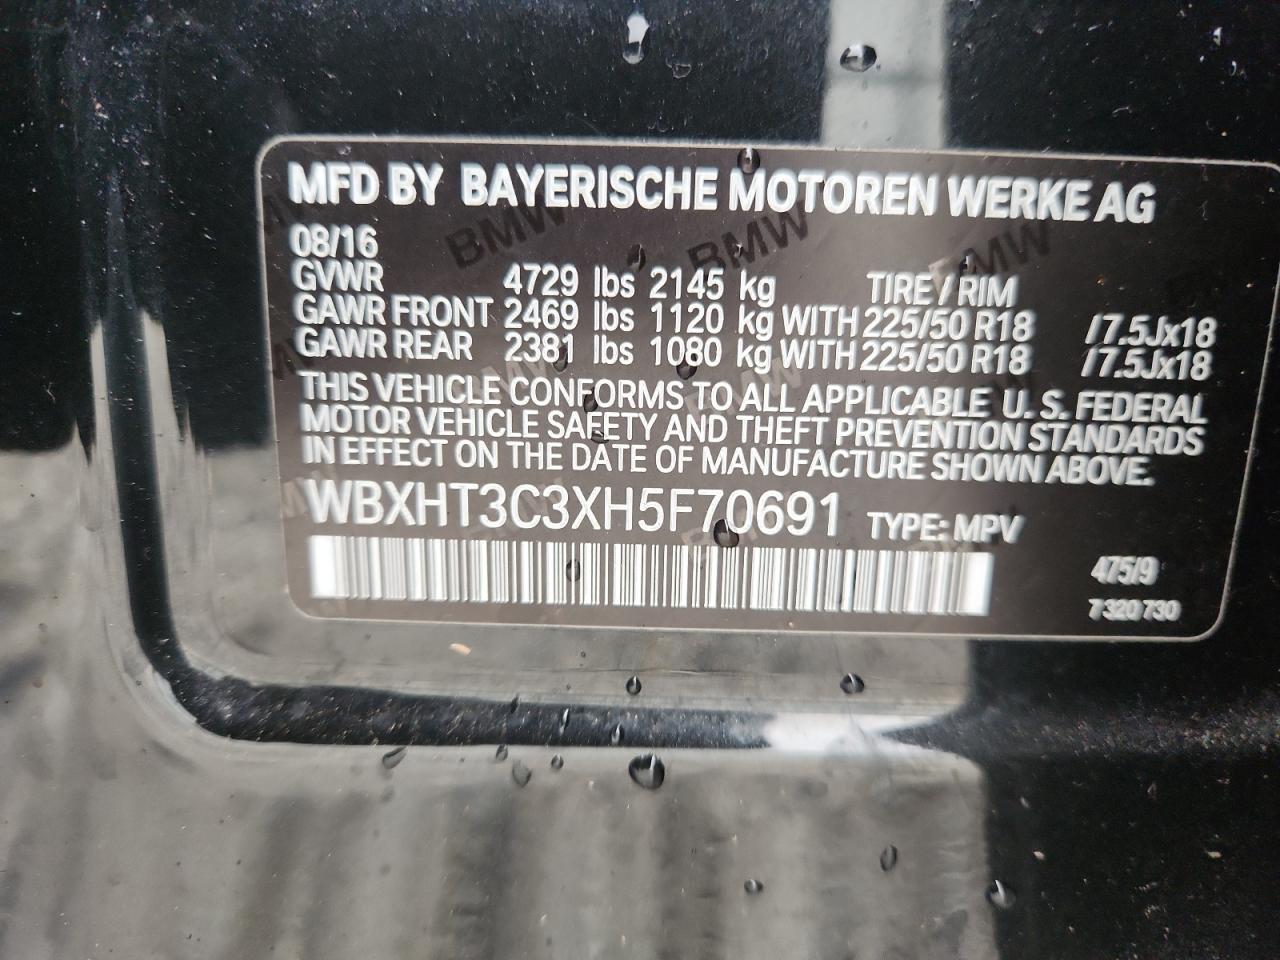 MFD BY BAYERISCHE MOTOREN WERKE AG
08/16
GVWR 4729 lbs 2145 kg TIRE / RIM
GAWR FRONT 2469 lbs 1120 kg WITH 225/50 R18 /7.5Jx18
GAWR REAR 2381 lbs 1080 kg WITH 225/50 R18 /7.5Jx18
THIS VEHICLE CONFORMS TO ALL APPLICABLE U. S. FEDERAL
MOTOR VEHICLE SAFETY AND THEFT PREVENTION STANDARDS
IN EFFECT ON THE DATE OF MANUFACTURE SHOWN ABOVE.
WBXHT3C3XH5F70691 TYPE: MPV
475/9
7 320 730